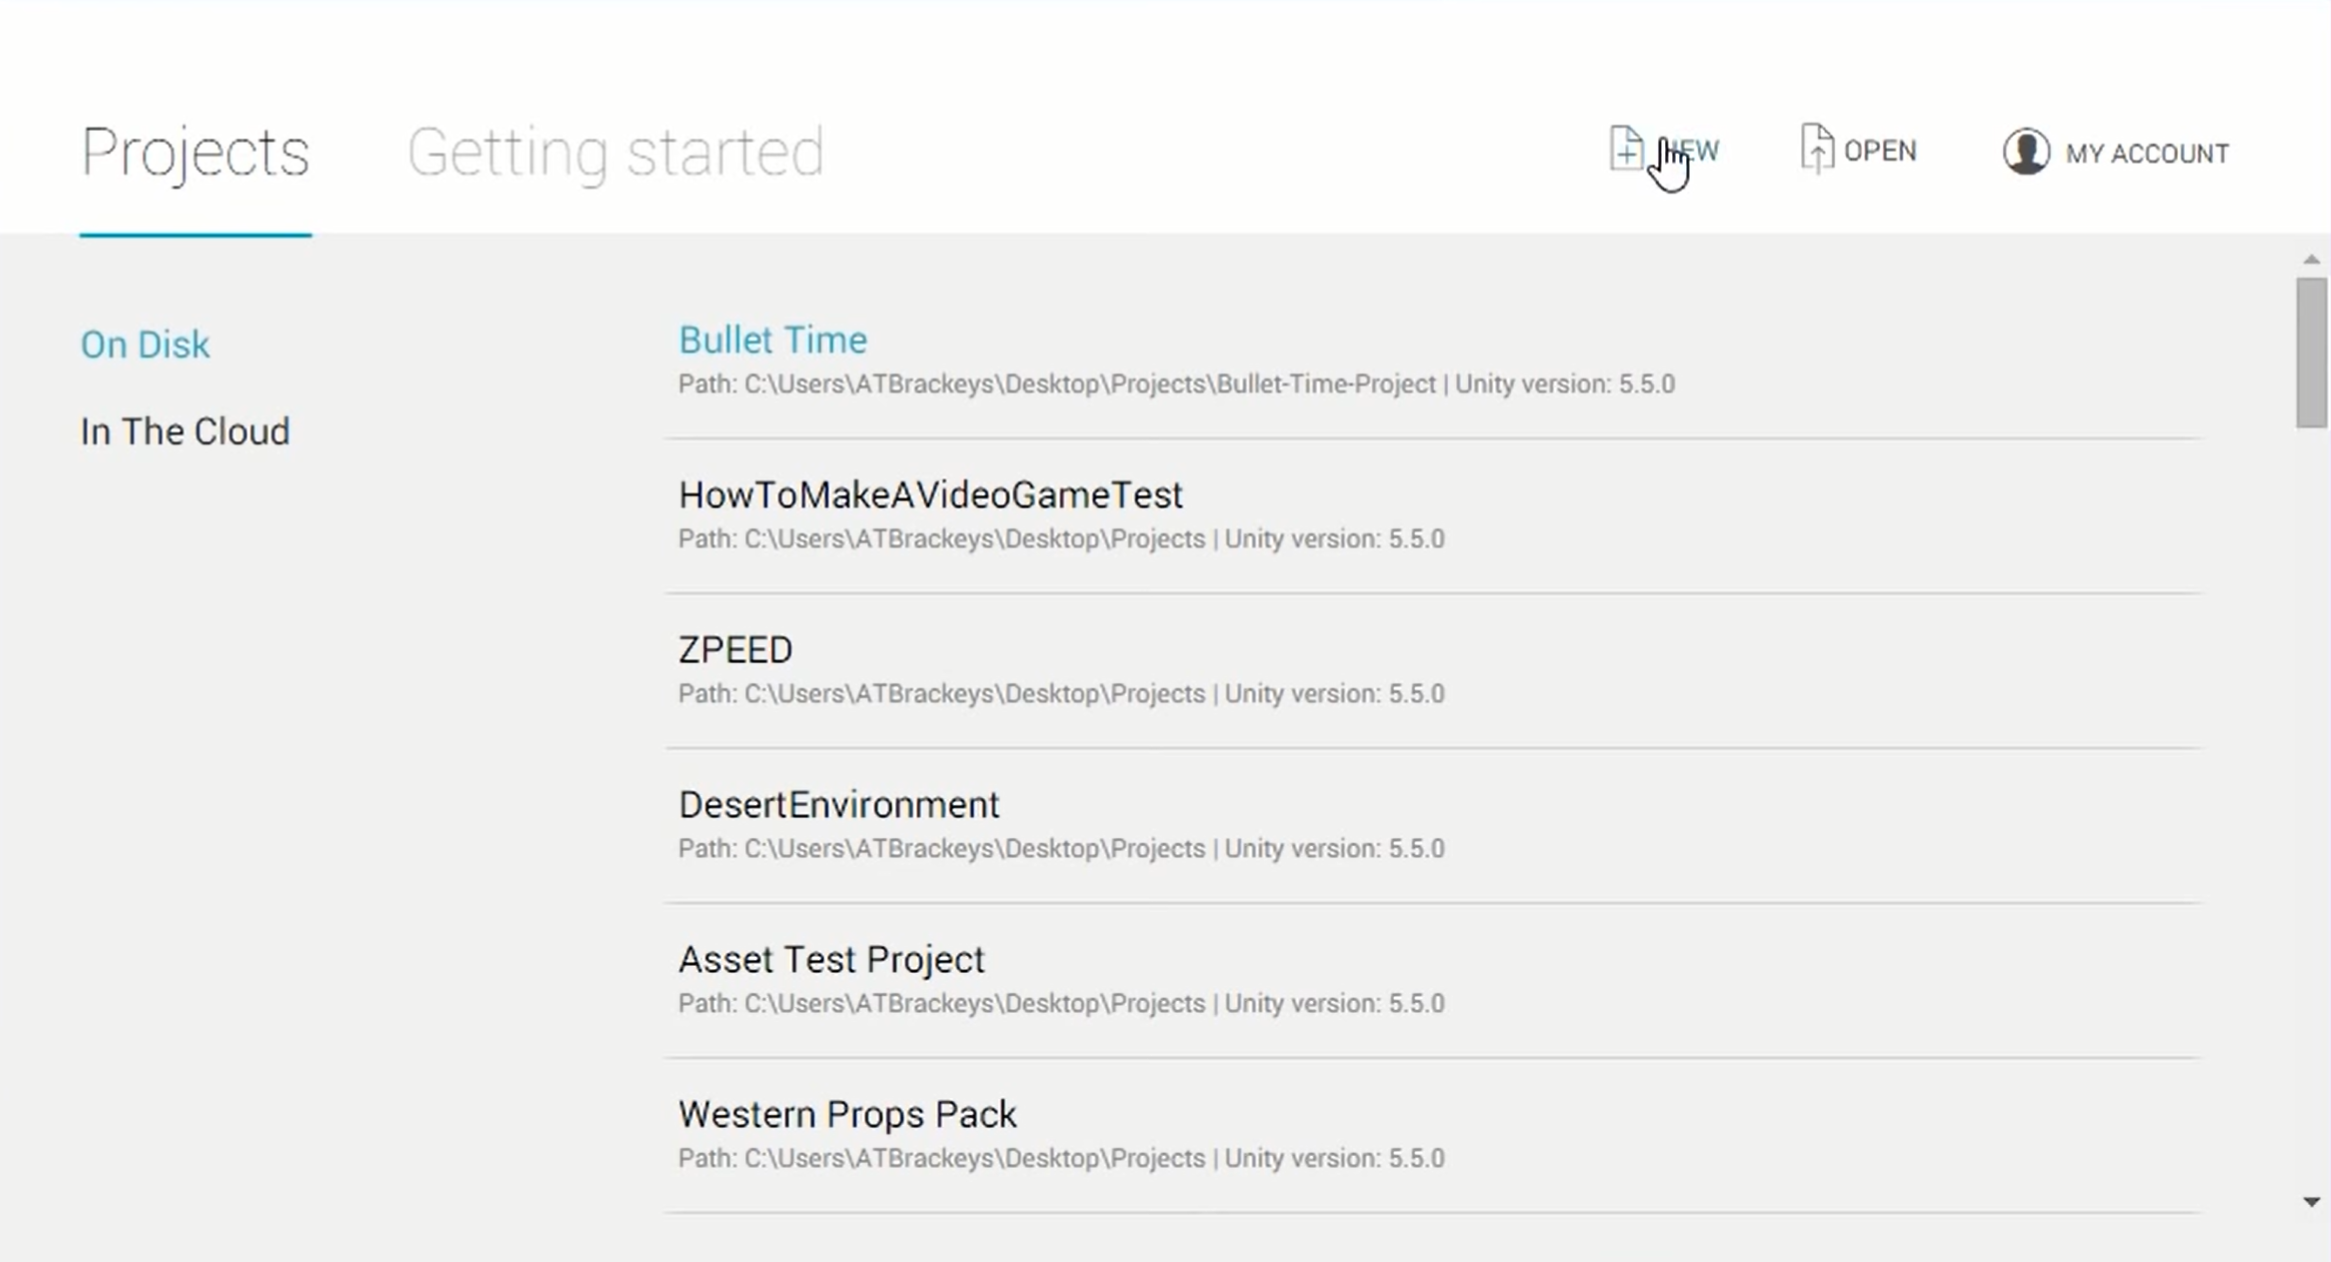 Projects
Getting started
NEW
OPEN
MY ACCOUNT
On Disk
In The Cloud
Bullet Time
Path: C:\Users\ATBrackeys\Desktop\Projects\Bullet-Time-Project | Unity version: 5.5.0
HowToMakeAVideoGameTest
Path: C:\Users\ATBrackeys\Desktop\Projects | Unity version: 5.5.0
ZPEED
Path: C:\Users\ATBrackeys\Desktop\Projects | Unity version: 5.5.0
DesertEnvironment
Path: C:\Users\ATBrackeys\Desktop\Projects | Unity version: 5.5.0
Asset Test Project
Path: C:\Users\ATBrackeys\Desktop\Projects | Unity version: 5.5.0
Western Props Pack
Path: C:\Users\ATBrackeys\Desktop\Projects | Unity version: 5.5.0